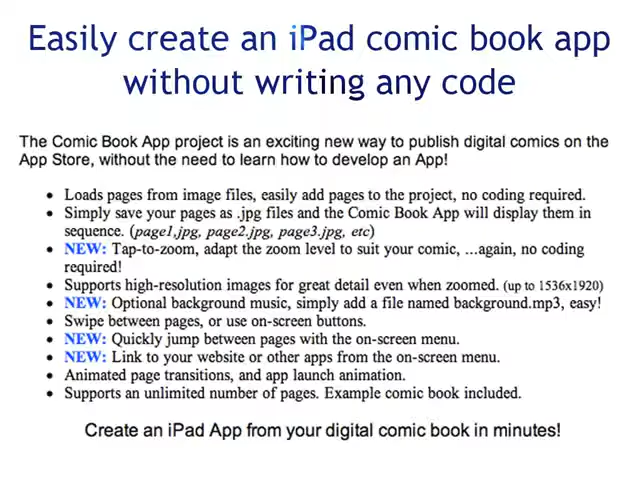 Easily create an iPad comic book app
without writing any code
The Comic Book App project is an exciting new way to publish digital comics on the
App Store, without the need to learn how to develop an App!
• Loads pages from image files, easily add pages to the project, no coding required.
• Simply save your pages as .jpg files and the Comic Book App will display them in
sequence. (page1,jpg, page2.jpg, page3.jpg, etc)
• NEW: Tap-to-zoom, adapt the zoom level to suit your comic, ...again, no coding
required!
• Supports high-resolution images for great detail even when zoomed. (up to 1536x1920)
• NEW: Optional background music, simply add a file named background.mp3, easy!
• Swipe between pages, or use on-screen buttons.
• NEW: Quickly jump between pages with the on-screen menu.
• NEW: Link to your website or other apps from the on-screen menu.
• Animated page transitions, and app launch animation.
• Supports an unlimited number of pages. Example comic book included.
Create an iPad App from your digital comic book in minutes!